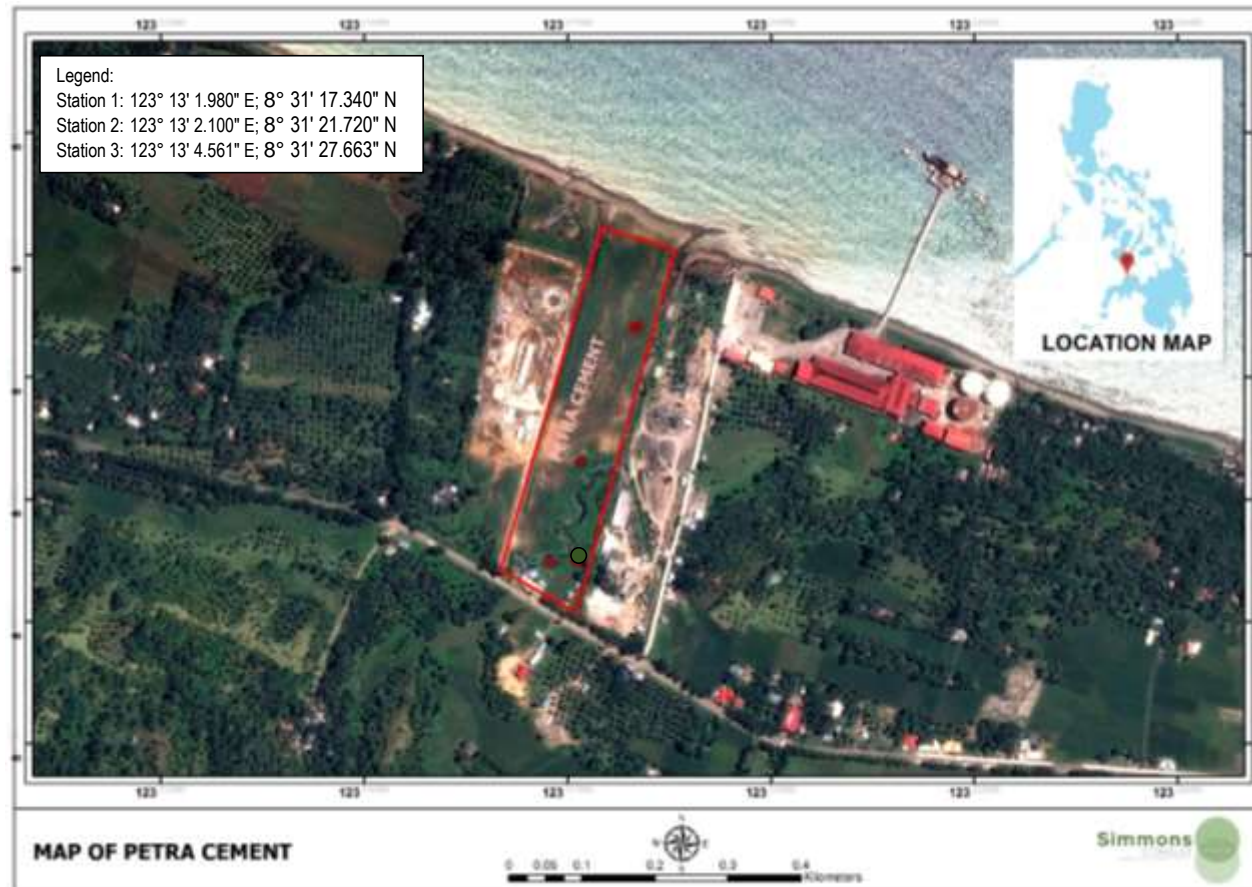 123 123 123 123 123 123
Legend:
Station 1: 123° 13' 1.980" E; 8° 31' 17.340" N
Station 2: 123° 13' 2.100" E; 8° 31' 21.720" N
Station 3: 123° 13' 4.561" E; 8° 31' 27.663" N
LOCATION MAP
PETRA CEMENT
123 123 123 123 123 123
MAP OF PETRA CEMENT
0 0.05 0.1 0.2 0.3 0.4
Kilometers
Simmons